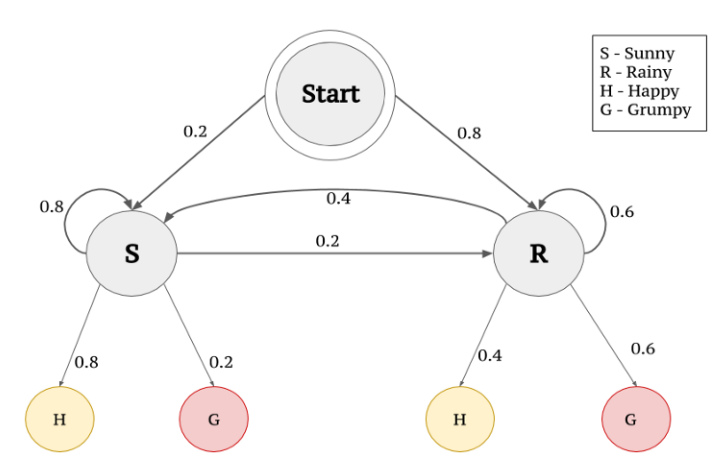 S - Sunny
R - Rainy
H - Happy
G - Grumpy
Start
0.2
0.8
0.8
0.4
0.6
S
0.2
R
0.8
0.2
0.4
0.6
H
G
H
G